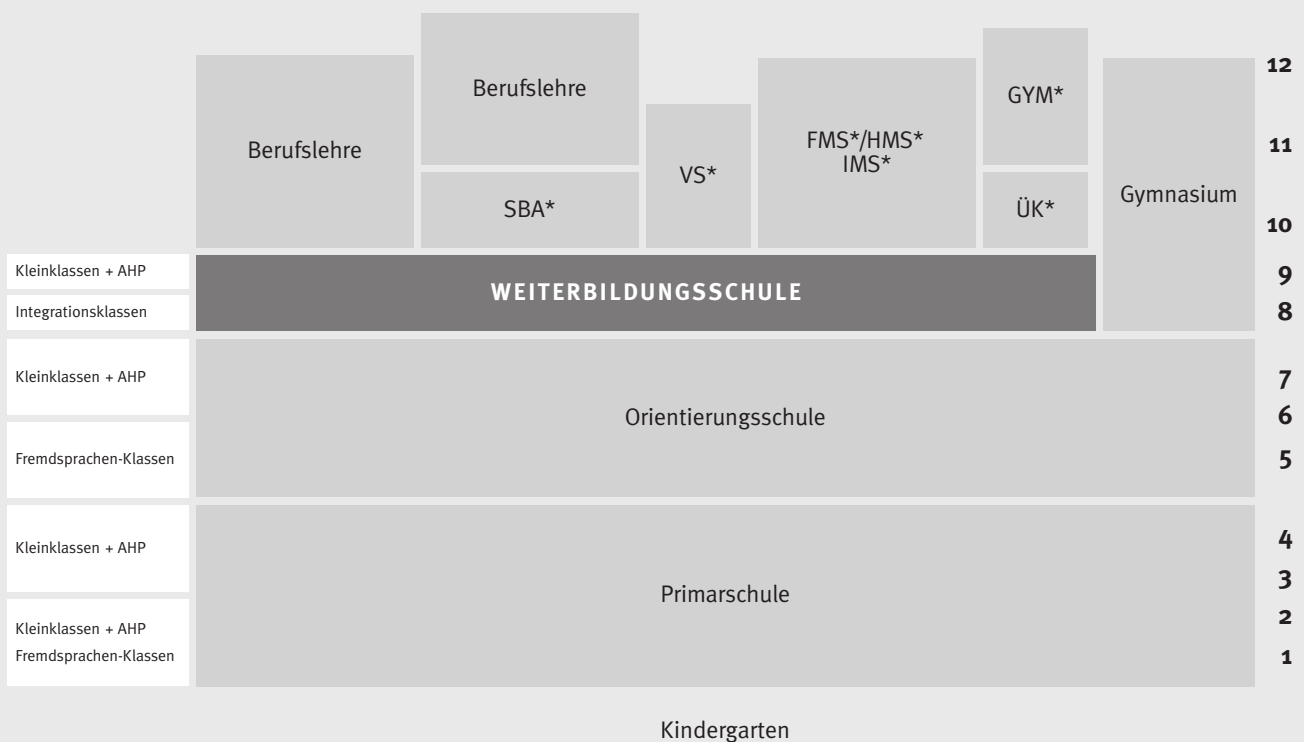 12
Berufslehre
GYM*
Berufslehre
FMS*/HMS*
IMS*
11
VS*
Gymnasium
SBA*
ÜK*
10
Kleinklassen + AHP
9
WEITERBILDUNGSSCHULE
Integrationsklassen
8
Kleinklassen + AHP
7
Orientierungsschule
6
Fremdsprachen-Klassen
5
Kleinklassen + AHP
4
3
Primarschule
2
Kleinklassen + AHP
Fremdsprachen-Klassen
1
Kindergarten